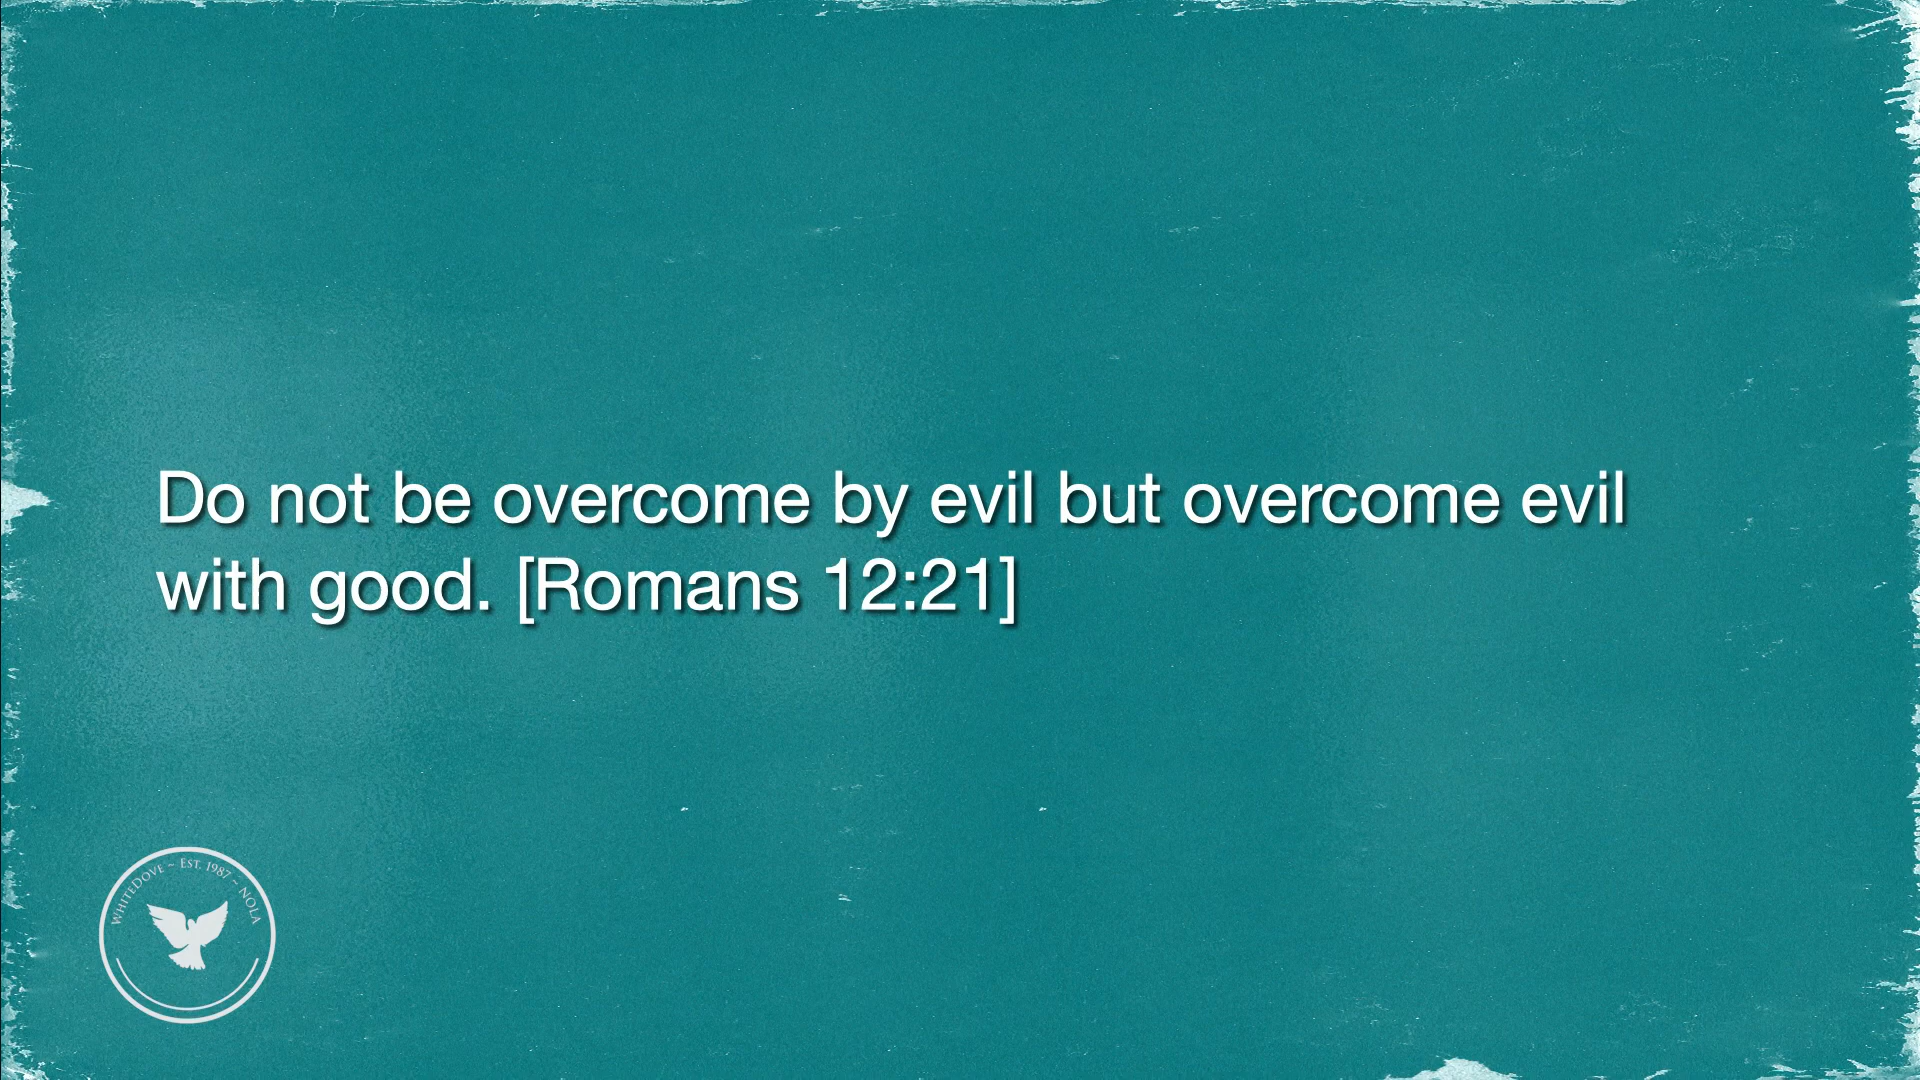 Do not be overcome by evil but overcome evil
with good. [Romans 12:21]
WHITEDOVE ~ EST. 1987 ~ NOLA